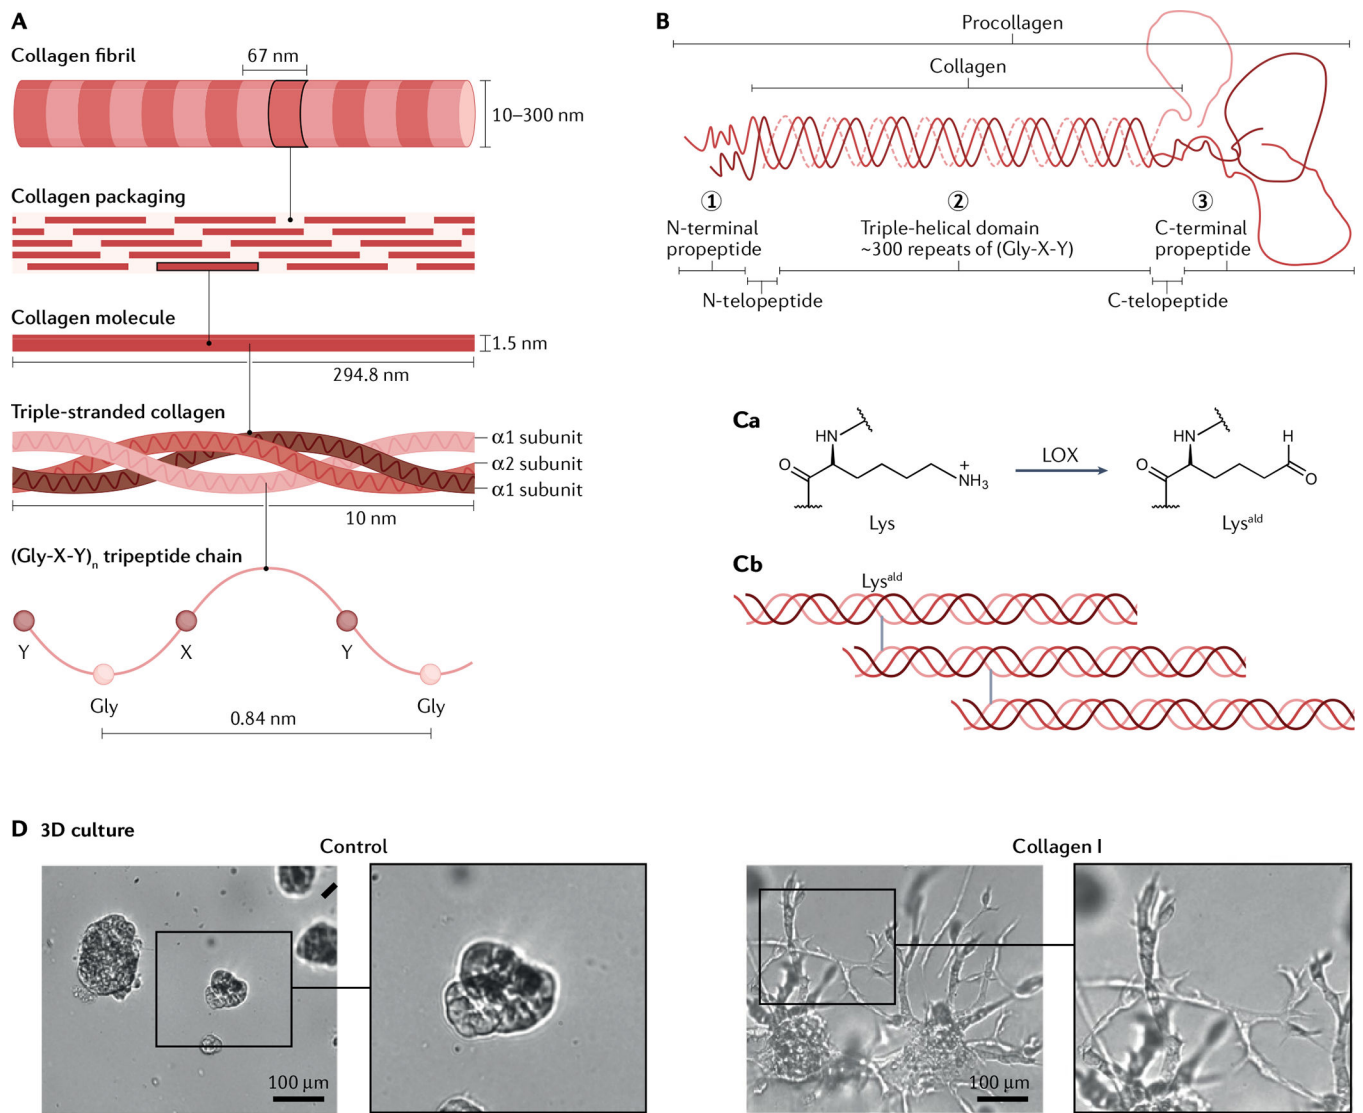 A
Collagen fibril
67 nm
10–300 nm
Collagen packaging
Collagen molecule
1.5 nm
294.8 nm
Triple-stranded collagen
α1 subunit
α2 subunit
α1 subunit
10 nm
(Gly-X-Y)n tripeptide chain
Y
X
Y
Gly
Gly
0.84 nm
B
Procollagen
Collagen
1
N-terminal
propeptide
2
Triple-helical domain
~300 repeats of (Gly-X-Y)
3
C-terminal
propeptide
N-telopeptide
C-telopeptide
Ca
HN
O
+
NH3
Lys
LOX
HN
O
H
O
Lysald
Cb
Lysald
D 3D culture
Control
100 µm
Collagen I
100 µm